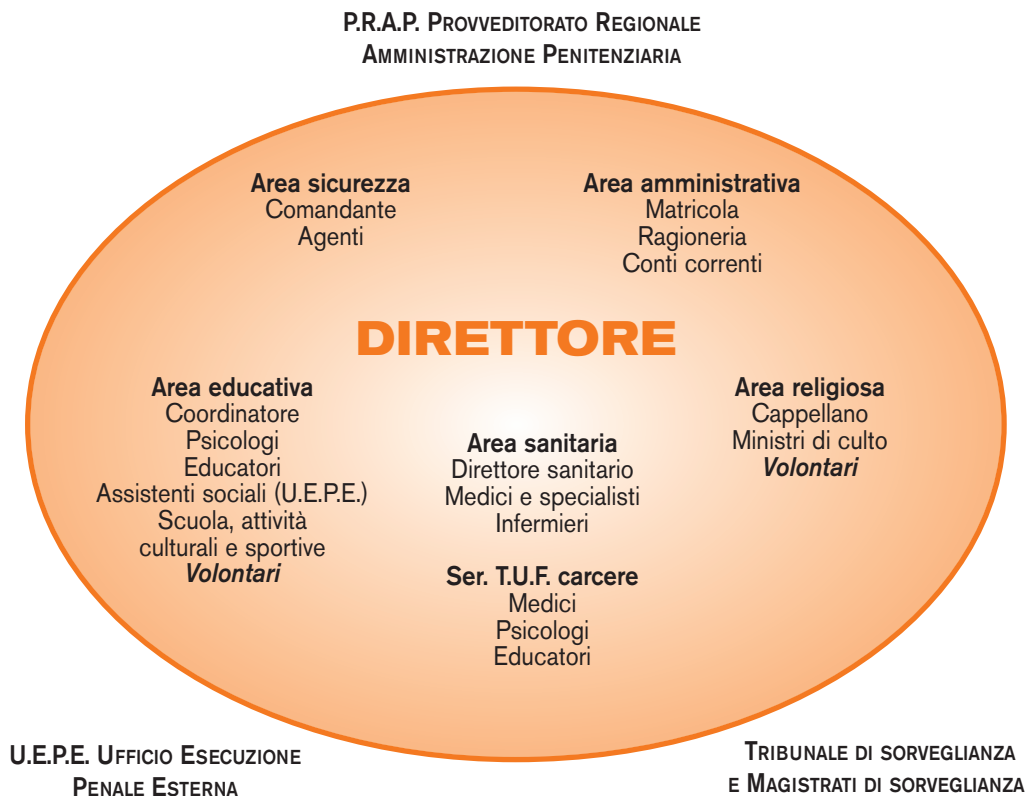 P.R.A.P. PROVVEDITORATO REGIONALE
AMMINISTRAZIONE PENITENZIARIA
Area sicurezza
Comandante
Agenti
Area amministrativa
Matricola
Ragioneria
Conti correnti
DIRETTORE
Area educativa
Coordinatore
Psicologi
Educatori
Assistenti sociali (U.E.P.E.)
Scuola, attività
culturali e sportive
Volontari
Area sanitaria
Direttore sanitario
Medici e specialisti
Infermieri
Area religiosa
Cappellano
Ministri di culto
Volontari
Ser. T.U.F. carcere
Medici
Psicologi
Educatori
U.E.P.E. UFFICIO ESECUZIONE
PENALE ESTERNA
TRIBUNALE DI SORVEGLIANZA
E MAGISTRATI DI SORVEGLIANZA